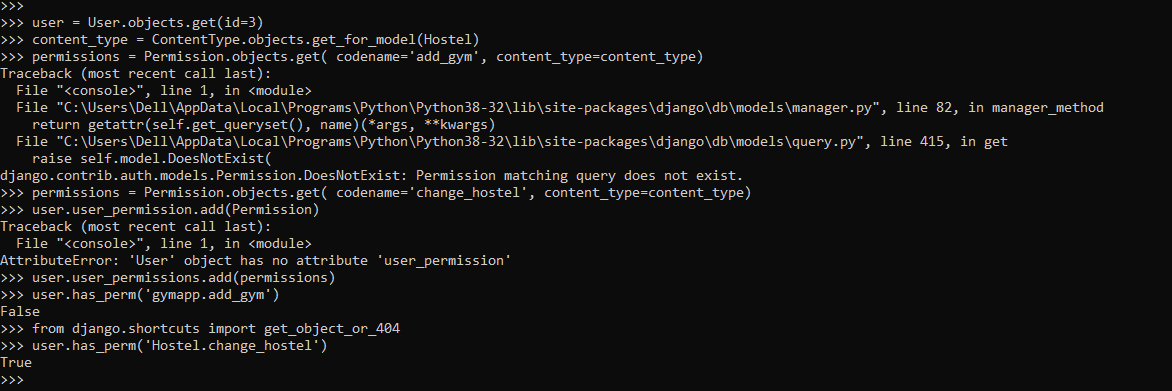 >>>
>>> user = User.objects.get(id=3)
>>> content_type = ContentType.objects.get_for_model(Hostel)
>>> permissions = Permission.objects.get( codename='add_gym', content_type=content_type)
Traceback (most recent call last):
  File "<console>", line 1, in <module>
  File "C:\Users\Dell\AppData\Local\Programs\Python\Python38-32\lib\site-packages\django\db\models\manager.py", line 82, in manager_method
    return getattr(self.get_queryset(), name)(*args, **kwargs)
  File "C:\Users\Dell\AppData\Local\Programs\Python\Python38-32\lib\site-packages\django\db\models\query.py", line 415, in get
    raise self.model.DoesNotExist(
django.contrib.auth.models.Permission.DoesNotExist: Permission matching query does not exist.
>>> permissions = Permission.objects.get( codename='change_hostel', content_type=content_type)
>>> user.user_permission.add(Permission)
Traceback (most recent call last):
  File "<console>", line 1, in <module>
AttributeError: 'User' object has no attribute 'user_permission'
>>> user.user_permissions.add(permissions)
>>> user.has_perm('gymapp.add_gym')
False
>>> from django.shortcuts import get_object_or_404
>>> user.has_perm('Hostel.change_hostel')
True
>>>